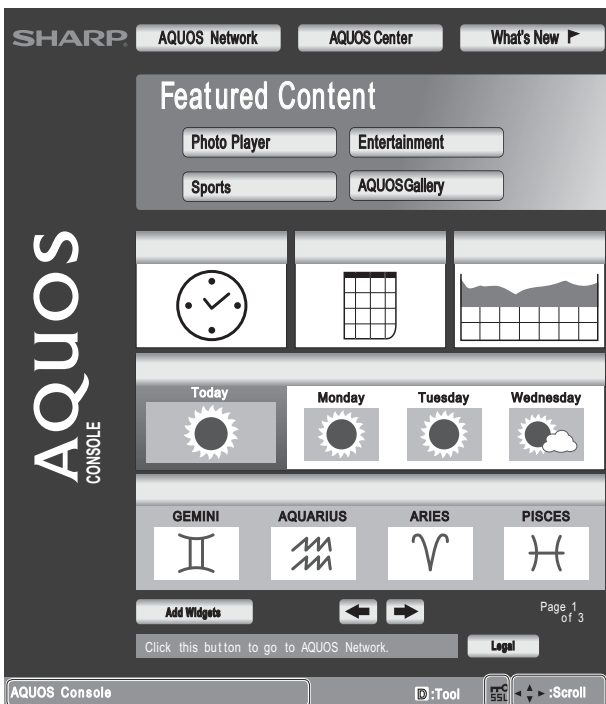 SHARP
AQUOS Network
AQUOS Center
What's New
Featured Content
Photo Player
Entertainment
Sports
AQUOSGallery
AQUOS
CONSOLE
Today
Monday
Tuesday
Wednesday
GEMINI
AQUARIUS
ARIES
PISCES
Add Widgets
Page 1
of 3
Click this button to go to AQUOS Network.
Legal
AQUOS Console
D:Tool
SSL
:Scroll